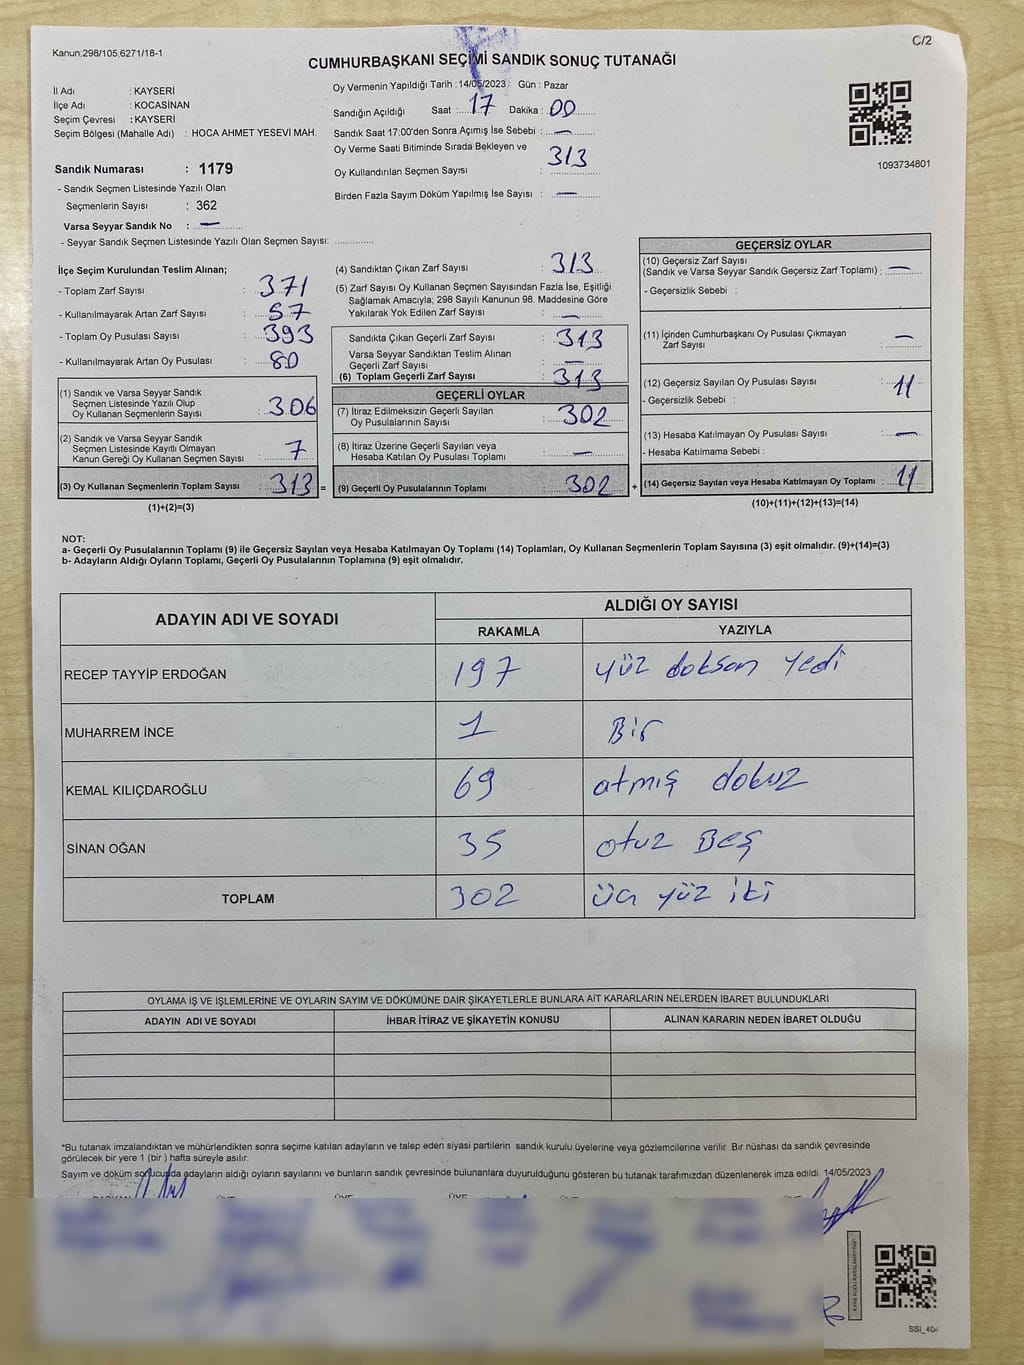 C/2
Kanun;298/105,6271/18-1
CUMHURBAŞKANI SEÇİMİ SANDIK SONUÇ TUTANAĞI
İl Adı : KAYSERİ
İlçe Adı : KOCASİNAN
Seçim Çevresi : KAYSERİ
Seçim Bölgesi (Mahalle Adı) : HOCA AHMET YESEVİ MAH.
Sandık Numarası : 1179
- Sandık Seçmen Listesinde Yazılı Olan
Seçmenlerin Sayısı : 362
Varsa Seyyar Sandık No : —
- Seyyar Sandık Seçmen Listesinde Yazılı Olan Seçmen Sayısı: ..............
Oy Vermenin Yapıldığı Tarih :14/05/2023 Gün : Pazar
Sandığın Açıldığı Saat : 17 Dakika : 00
Sandık Saat 17:00'den Sonra Açımış İse Sebebi : —
Oy Verme Saati Bitiminde Sırada Bekleyen ve
Oy Kullandırılan Seçmen Sayısı : 313
Birden Fazla Sayım Döküm Yapılmış İse Sayısı : —
1093734801
İlçe Seçim Kurulundan Teslim Alınan;
- Toplam Zarf Sayısı : 371
- Kullanılmayarak Artan Zarf Sayısı : 57
- Toplam Oy Pusulası Sayısı : 393
- Kullanılmayarak Artan Oy Pusulası : 80
(1) Sandık ve Varsa Seyyar Sandık
Seçmen Listesinde Yazılı Olup
Oy Kullanan Seçmenlerin Sayısı : 306
(2) Sandık ve Varsa Seyyar Sandık
Seçmen Listesinde Kayıtlı Olmayan
Kanun Gereği Oy Kullanan Seçmen Sayısı : 7
(3) Oy Kullanan Seçmenlerin Toplam Sayısı : 313 =
(1)+(2)=(3)
(4) Sandıktan Çıkan Zarf Sayısı : 313
(5) Zarf Sayısı Oy Kullanan Seçmen Sayısından Fazla İse, Eşitliği
Sağlamak Amacıyla; 298 Sayılı Kanunun 98. Maddesine Göre
Yakılarak Yok Edilen Zarf Sayısı : —
Sandıkta Çıkan Geçerli Zarf Sayısı : 313
Varsa Seyyar Sandıktan Teslim Alınan
Geçerli Zarf Sayısı : —
(6) Toplam Geçerli Zarf Sayısı : 313
GEÇERLİ OYLAR
(7) İtiraz Edilmeksizin Geçerli Sayılan
Oy Pusulalarının Sayısı : 302
(8) İtiraz Üzerine Geçerli Sayılan veya
Hesaba Katılan Oy Pusulası Toplamı : —
(9) Geçerli Oy Pusulalarının Toplamı : 302 +
GEÇERSİZ OYLAR
(10) Geçersiz Zarf Sayısı
(Sandık ve Varsa Seyyar Sandık Geçersiz Zarf Toplamı) : —
- Geçersizlik Sebebi :
(11) İçinden Cumhurbaşkanı Oy Pusulası Çıkmayan
Zarf Sayısı : —
(12) Geçersiz Sayılan Oy Pusulası Sayısı : 11
- Geçersizlik Sebebi :
(13) Hesaba Katılmayan Oy Pusulası Sayısı : —
- Hesaba Katılmama Sebebi :
(14) Geçersiz Sayılan veya Hesaba Katılmayan Oy Toplamı : 11
(10)+(11)+(12)+(13)=(14)
NOT:
a- Geçerli Oy Pusulalarının Toplamı (9) ile Geçersiz Sayılan veya Hesaba Katılmayan Oy Toplamı (14) Toplamları, Oy Kullanan Seçmenlerin Toplam Sayısına (3) eşit olmalıdır. (9)+(14)=(3)
b- Adayların Aldığı Oyların Toplamı, Geçerli Oy Pusulalarının Toplamına (9) eşit olmalıdır.
ADAYIN ADI VE SOYADI
ALDIĞI OY SAYISI
RAKAMLA YAZIYLA
RECEP TAYYİP ERDOĞAN 197 yüz doksan yedi
MUHARREM İNCE 1 Bir
KEMAL KILIÇDAROĞLU 69 atmış dokuz
SİNAN OĞAN 35 otuz BEŞ
TOPLAM 302 üç yüz iki
OYLAMA İŞ VE İŞLEMLERİNE VE OYLARIN SAYIM VE DÖKÜMÜNE DAİR ŞİKAYETLERLE BUNLARA AİT KARARLARIN NELERDEN İBARET BULUNDUKLARI
ADAYIN ADI VE SOYADI İHBAR İTİRAZ VE ŞİKAYETİN KONUSU ALINAN KARARIN NEDEN İBARET OLDUĞU
*Bu tutanak imzalandıktan ve mühürlendikten sonra seçime katılan adayların ve talep eden siyasi partilerin sandık kurulu üyelerine veya gözlemcilerine verilir Bir nüshası da sandık çevresinde
görülecek bir yere 1 (bir ) hafta süreyle asılır.
Sayım ve döküm sonucunda adayların aldığı oyların sayılarını ve bunların sandık çevresinde bulunanlara duyurulduğunu gösteren bu tutanak tarafımızdan düzenlenerek imza edildi. 14/05/2023